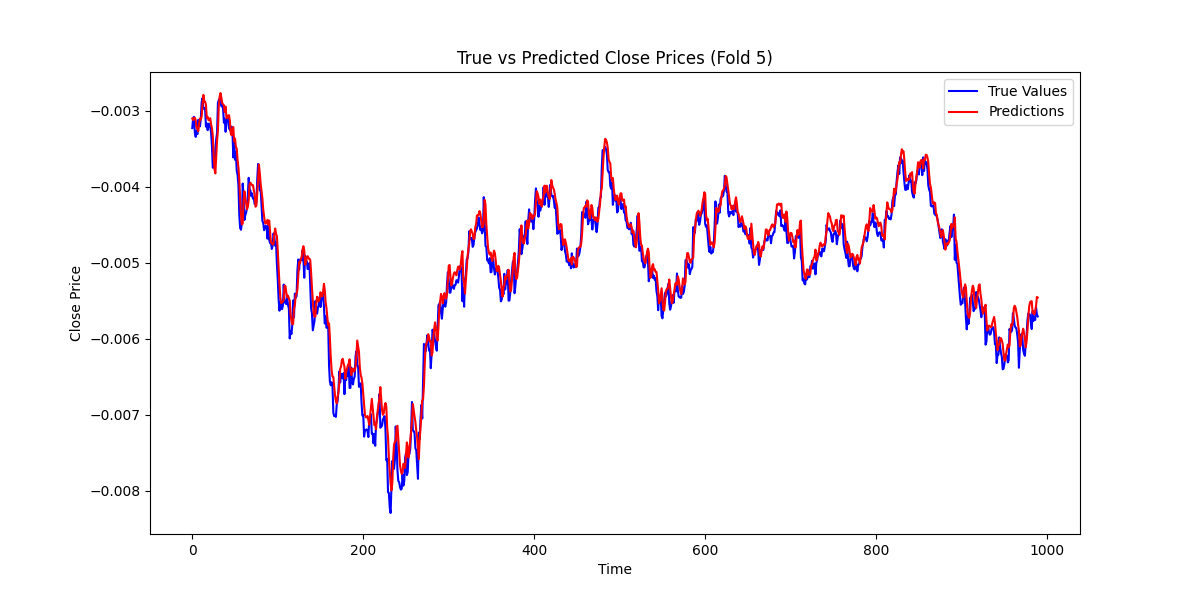 True vs Predicted Close Prices (Fold 5)
True Values
Predictions
−0.003
−0.004
−0.005
−0.006
−0.007
−0.008
Close Price
0
200
400
600
800
1000
Time